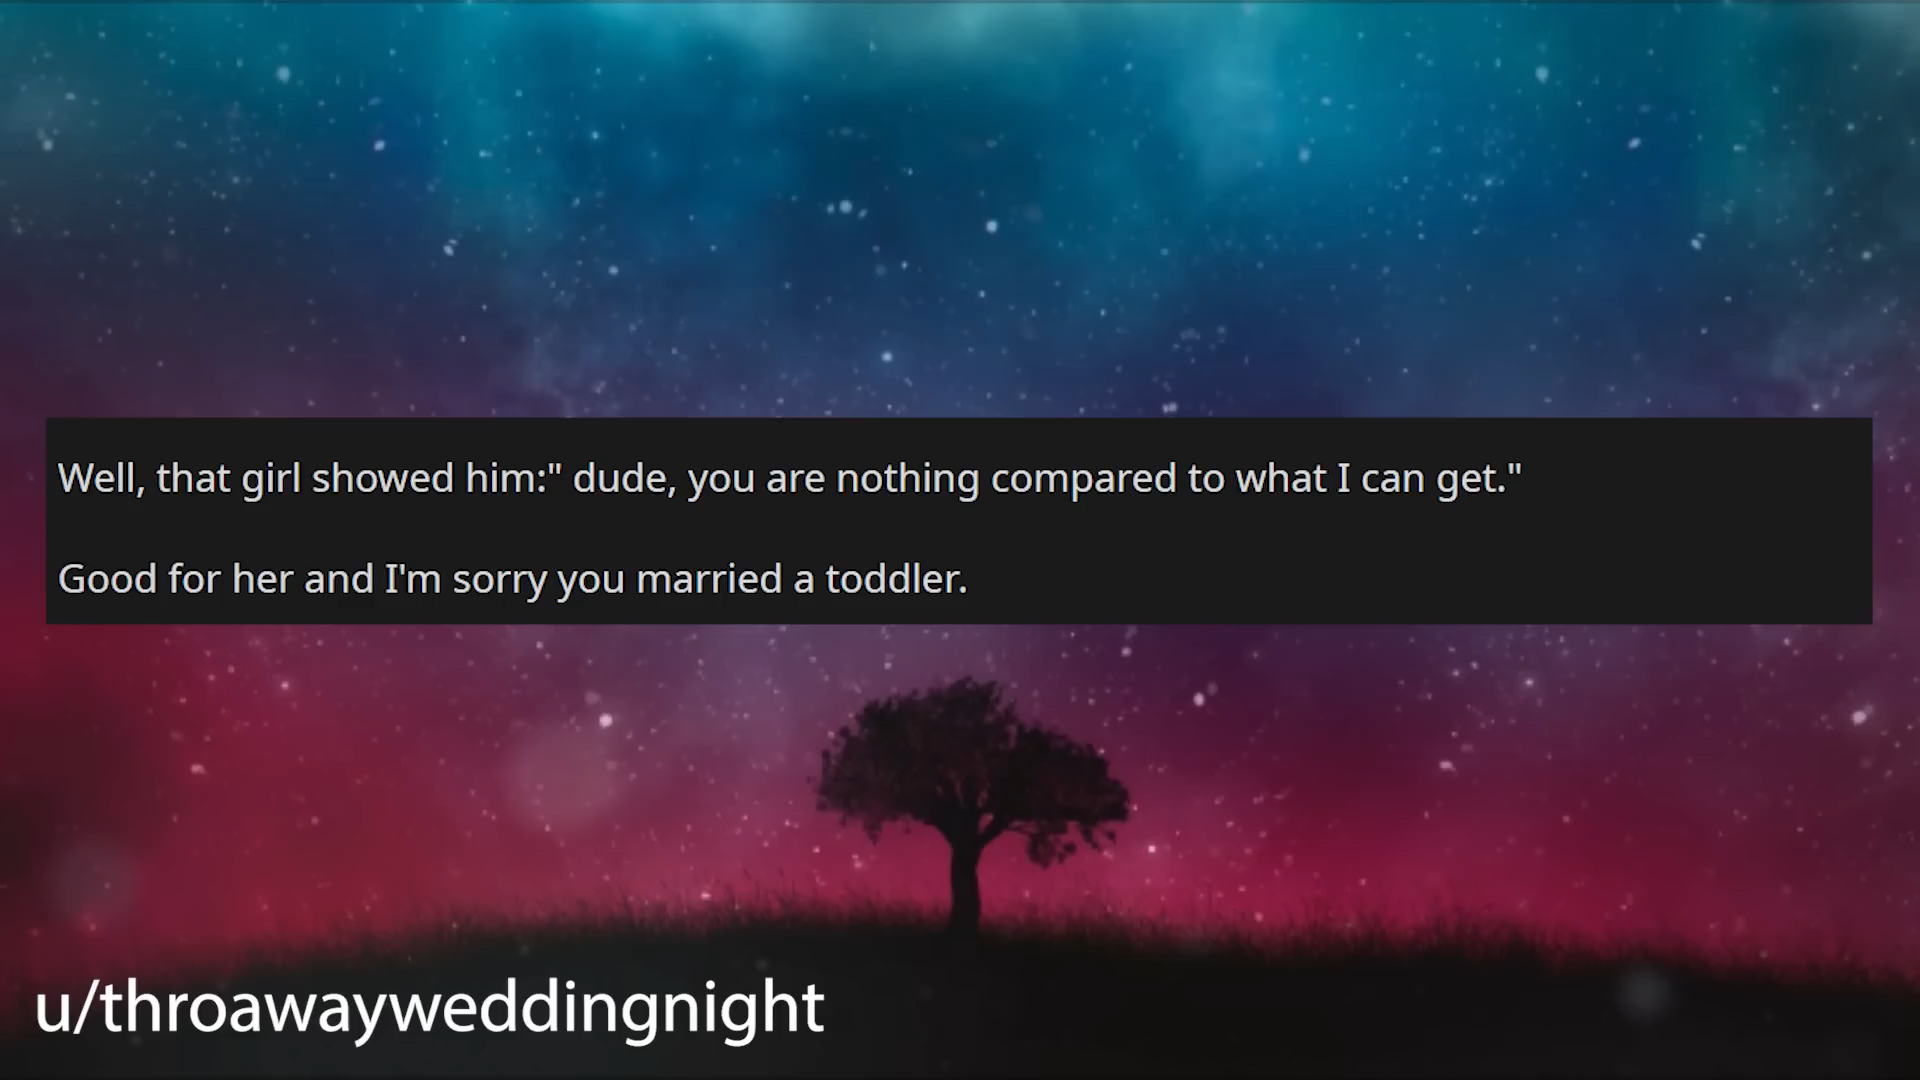 Well, that girl showed him:" dude, you are nothing compared to what I can get."
Good for her and I'm sorry you married a toddler.
u/throawayweddingnight